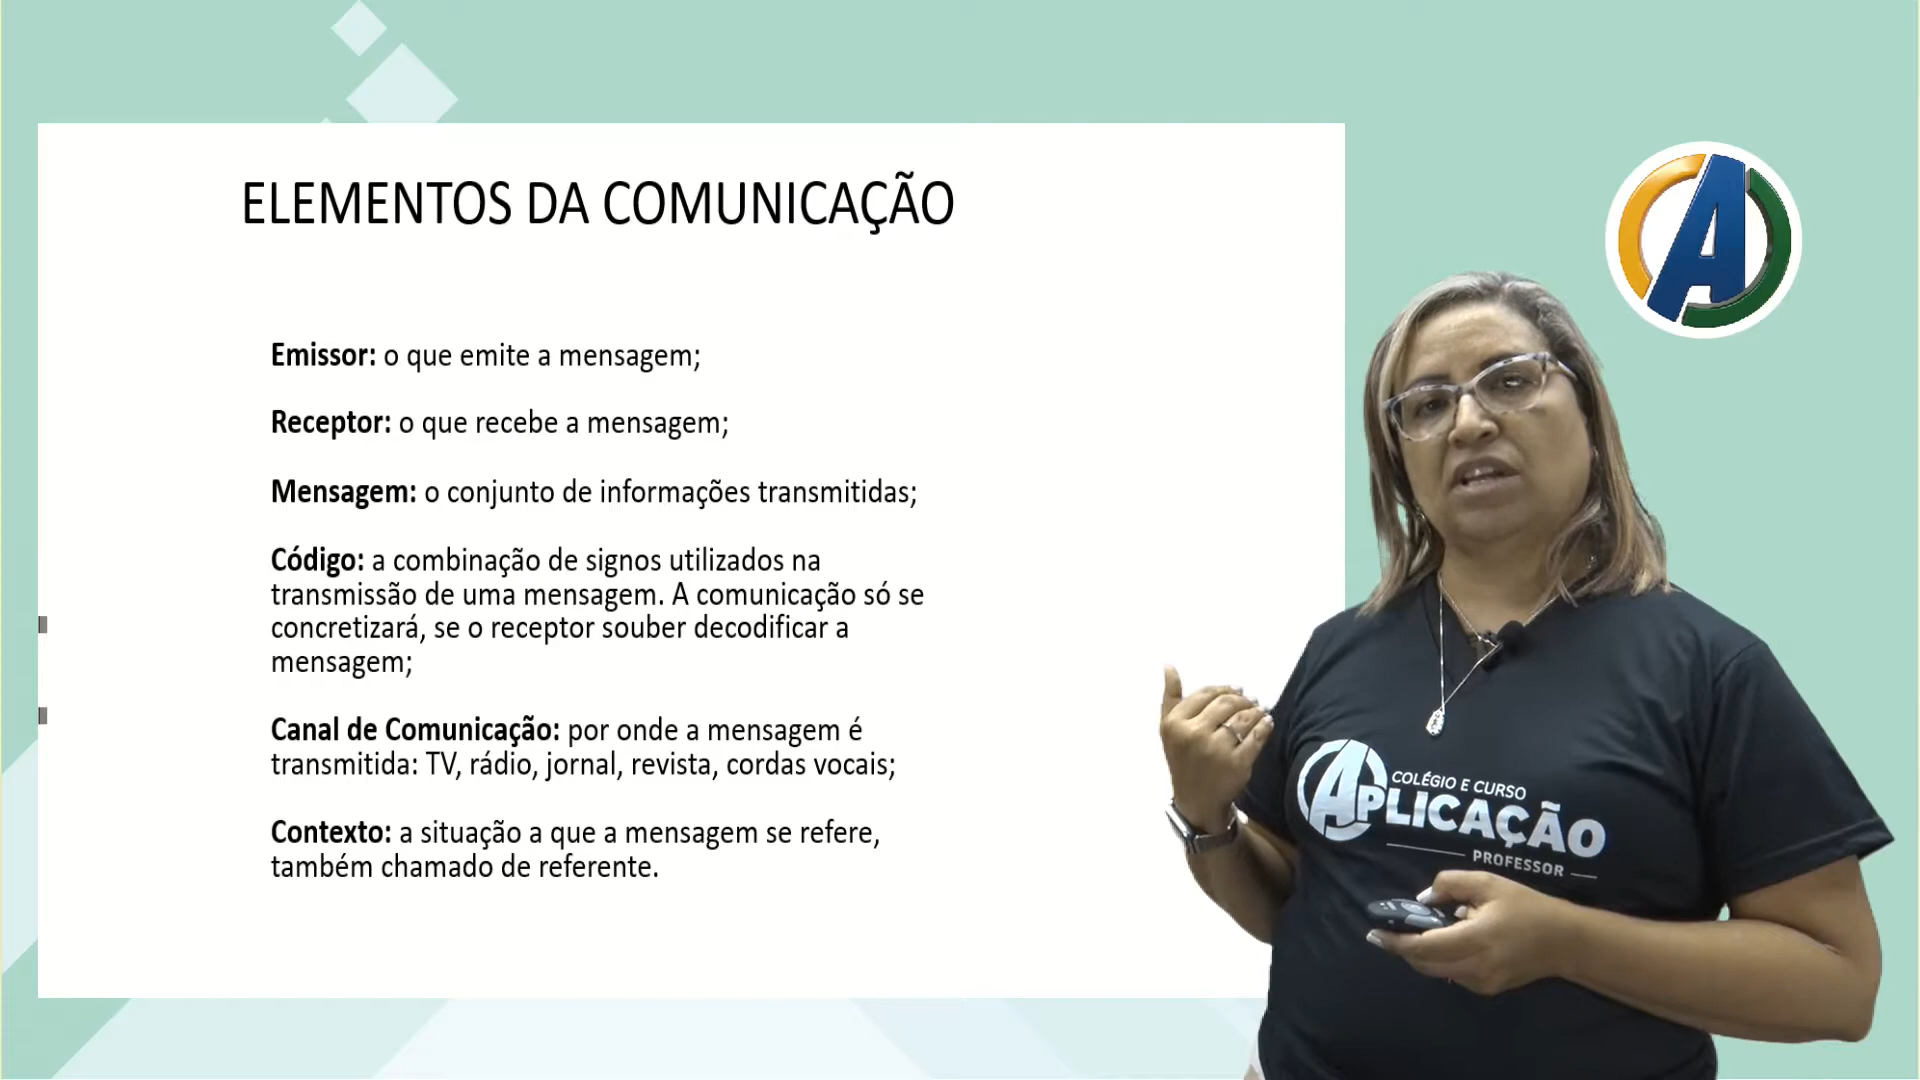 ELEMENTOS DA COMUNICAÇÃO
Emissor: o que emite a mensagem;
Receptor: o que recebe a mensagem;
Mensagem: o conjunto de informações transmitidas;
Código: a combinação de signos utilizados na
transmissão de uma mensagem. A comunicação só se
concretizará, se o receptor souber decodificar a
mensagem;
Canal de Comunicação: por onde a mensagem é
transmitida: TV, rádio, jornal, revista, cordas vocais;
Contexto: a situação a que a mensagem se refere,
também chamado de referente.
A
COLÉGIO E CURSO
APLICAÇÃO
PROFESSOR